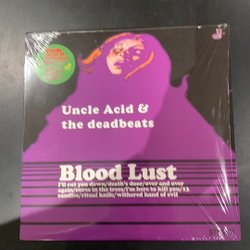 Uncle Acid &
the deadbeats
Blood Lust
I'll cut you down/death's door/over and over
again/curse in the trees/i'm here to kill you/13
candles/ritual knife/withered hand of evil